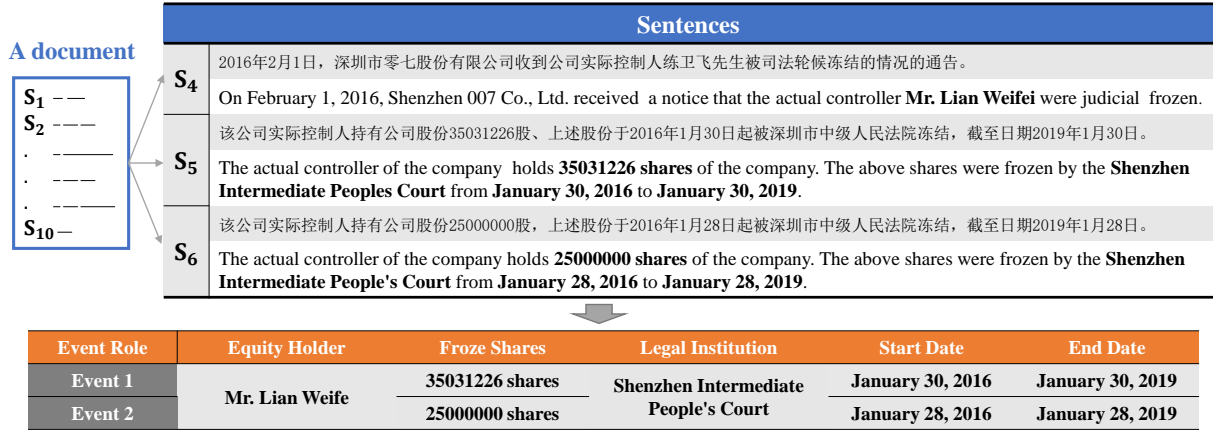 Sentences
A document
S1
S2
S10
S4
2016年2月1日，深圳市零七股份有限公司收到公司实际控制人练卫飞先生被司法轮候冻结的情况的通告。
On February 1, 2016, Shenzhen 007 Co., Ltd. received a notice that the actual controller Mr. Lian Weifei were judicial frozen.
S5
该公司实际控制人持有公司股份35031226股、上述股份于2016年1月30日起被深圳市中级人民法院冻结，截至日期2019年1月30日。
The actual controller of the company holds 35031226 shares of the company. The above shares were frozen by the Shenzhen
Intermediate Peoples Court from January 30, 2016 to January 30, 2019.
S6
该公司实际控制人持有公司股份25000000股，上述股份于2016年1月28日起被深圳市中级人民法院冻结，截至日期2019年1月28日。
The actual controller of the company holds 25000000 shares of the company. The above shares were frozen by the Shenzhen
Intermediate People's Court from January 28, 2016 to January 28, 2019.
Event Role Equity Holder Froze Shares Legal Institution Start Date End Date
Event 1 Mr. Lian Weife 35031226 shares Shenzhen Intermediate January 30, 2016 January 30, 2019
Event 2 25000000 shares People's Court January 28, 2016 January 28, 2019